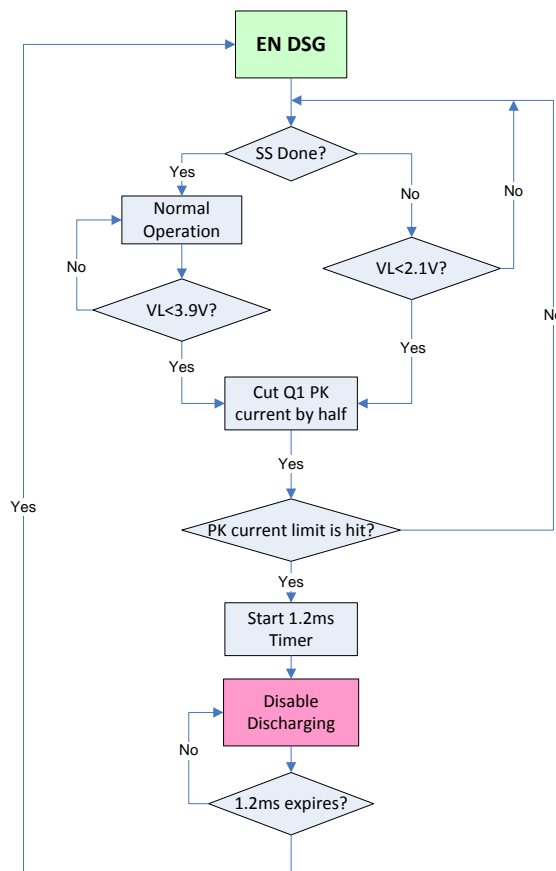 EN DSG
SS Done?
Yes
No
Normal
Operation
No
No
VL<2.1V?
VL<3.9V?
No
Yes
Yes
Cut Q1 PK
current by half
Yes
Yes
PK current limit is hit?
Yes
Start 1.2ms
Timer
Disable
Discharging
No
1.2ms expires?